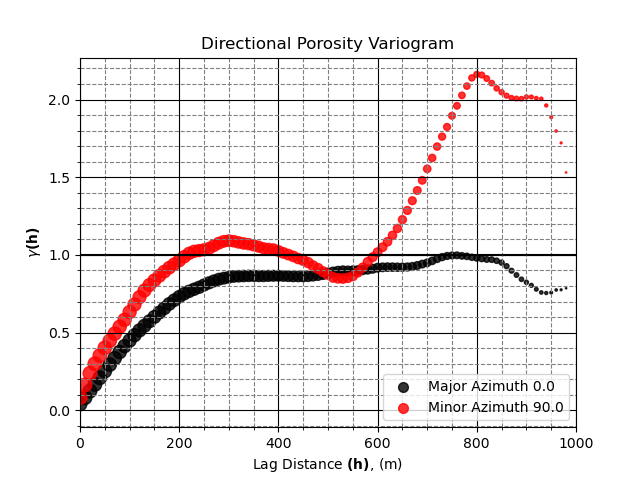 Directional Porosity Variogram
γ(h)
2.0
1.5
1.0
0.5
0.0
Major Azimuth 0.0
Minor Azimuth 90.0
0 200 400 600 800 1000
Lag Distance (h), (m)